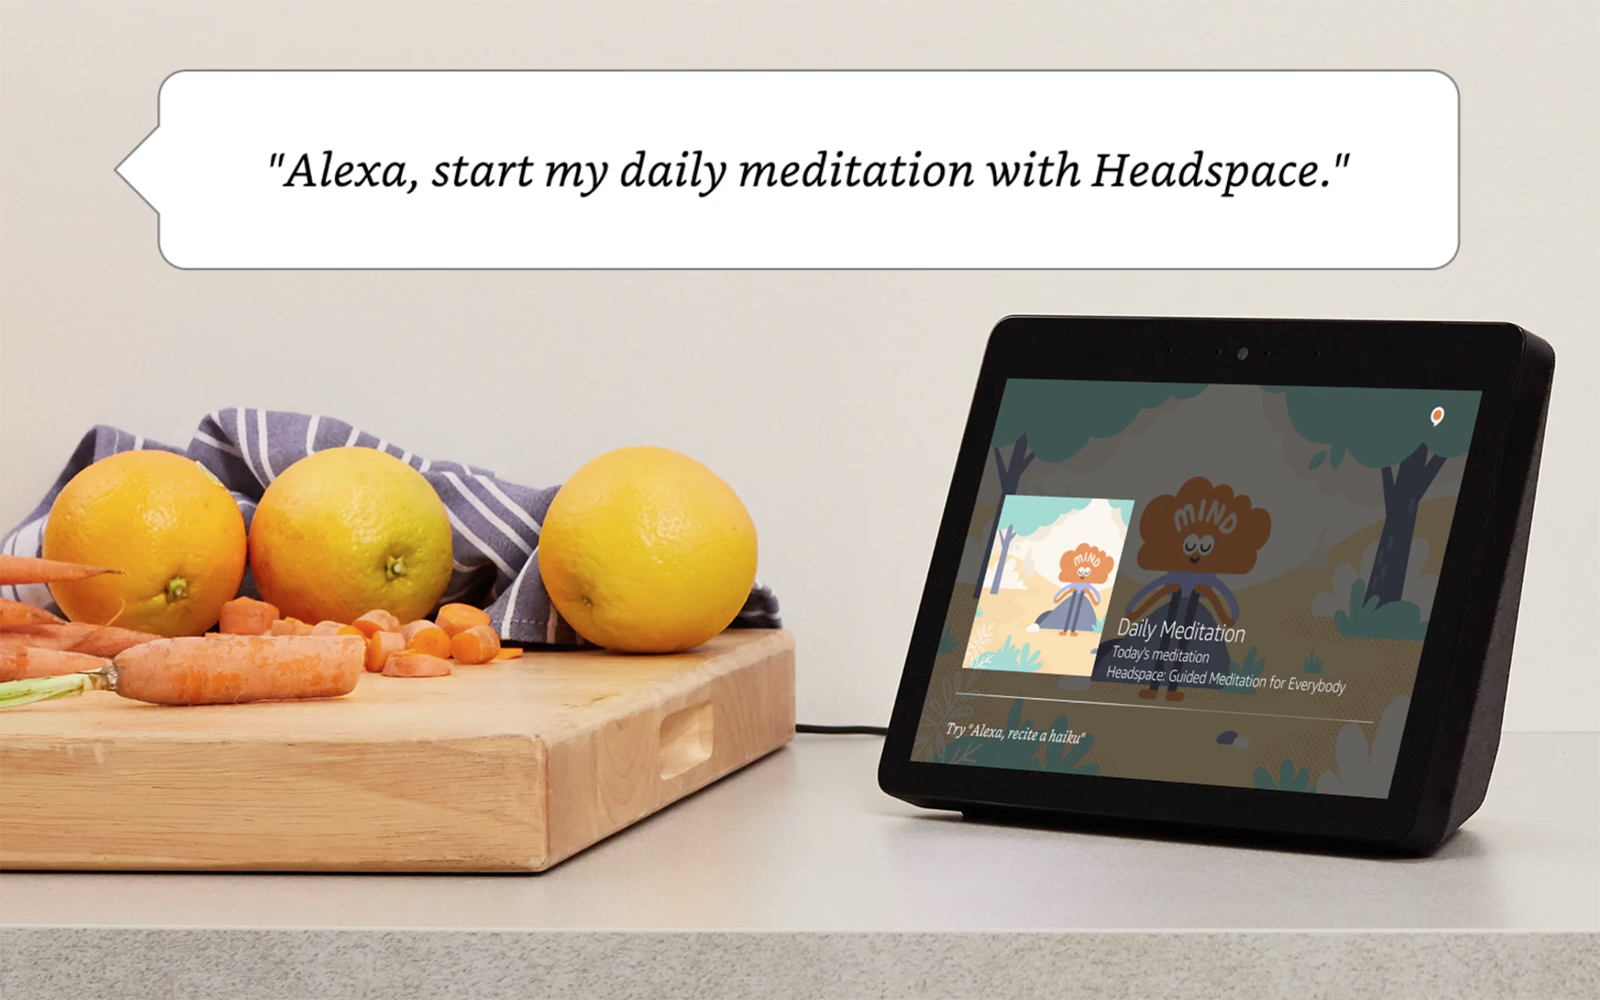 "Alexa, start my daily meditation with Headspace."
MIND
MIND
Daily Meditation
Today's meditation
Headspace: Guided Meditation for Everybody
Try "Alexa, recite a haiku"